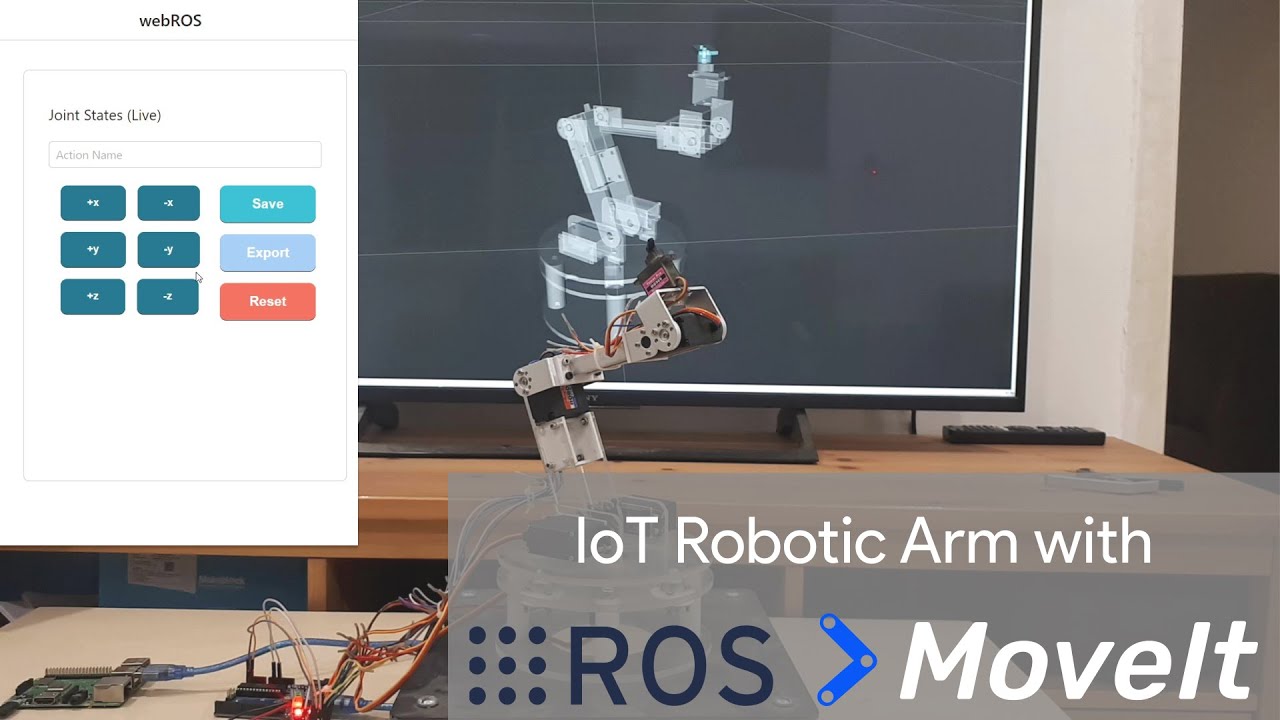 webROS
Joint States (Live)
Action Name
+x
-x
Save
+y
-y
Export
+z
-z
Reset
IoT Robotic Arm with
ROS
MoveIt